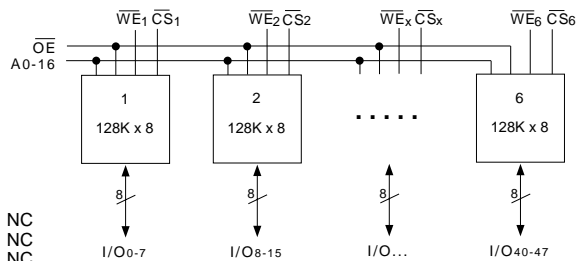 WE1 CS1 WE2 CS2 WEx CSx WE6 CS6
OE
A0-16
1 2 6
128K x 8 128K x 8 ..... 128K x 8
8 8 8 8
NC
NC
NC
I/O0-7 I/O8-15 I/O... I/O40-47